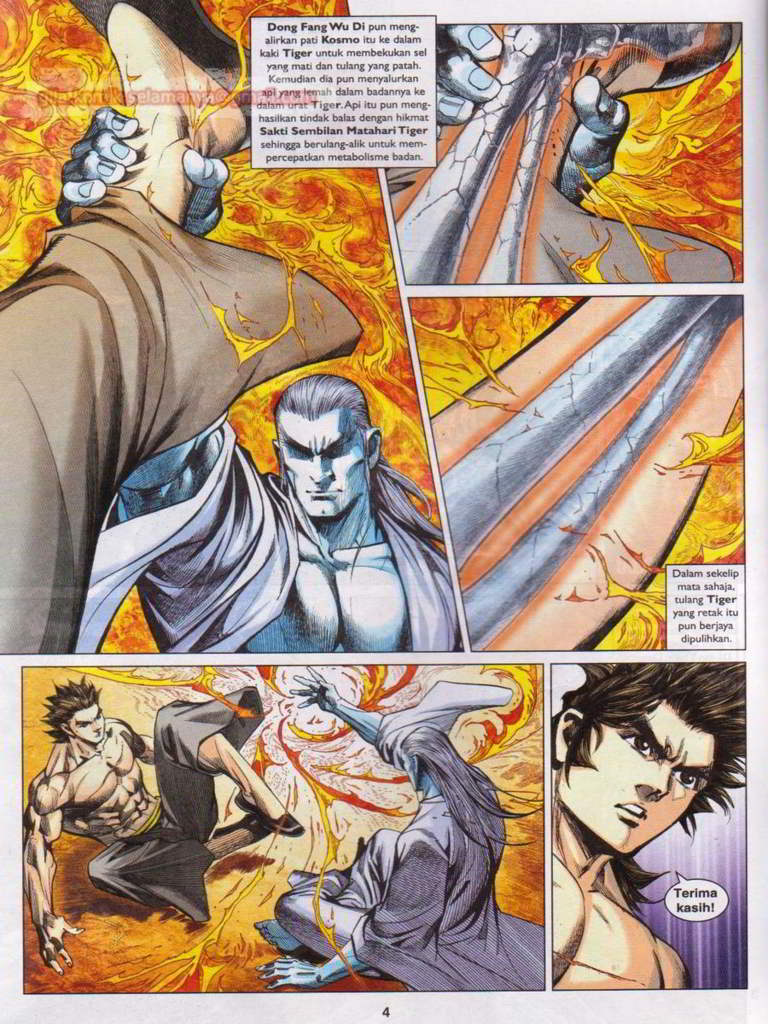 Dong Fang Wu Di pun meng-
alirkan pati Kosmo itu ke dalam
kaki Tiger untuk membekukan sel
yang mati dan tulang yang patah.
Kemudian dia pun menyalurkan
api yang lemah dalam badannya ke
dalam urat Tiger. Api itu pun meng-
hasilkan tindak balas dengan hikmat
Sakti Sembilan Matahari Tiger
sehingga berulang-alik untuk mem-
percepatkan metabolisme badan.
Dalam sekelip
mata sahaja,
tulang Tiger
yang retak itu
pun berjaya
dipulihkan.
Terima
kasih!
4